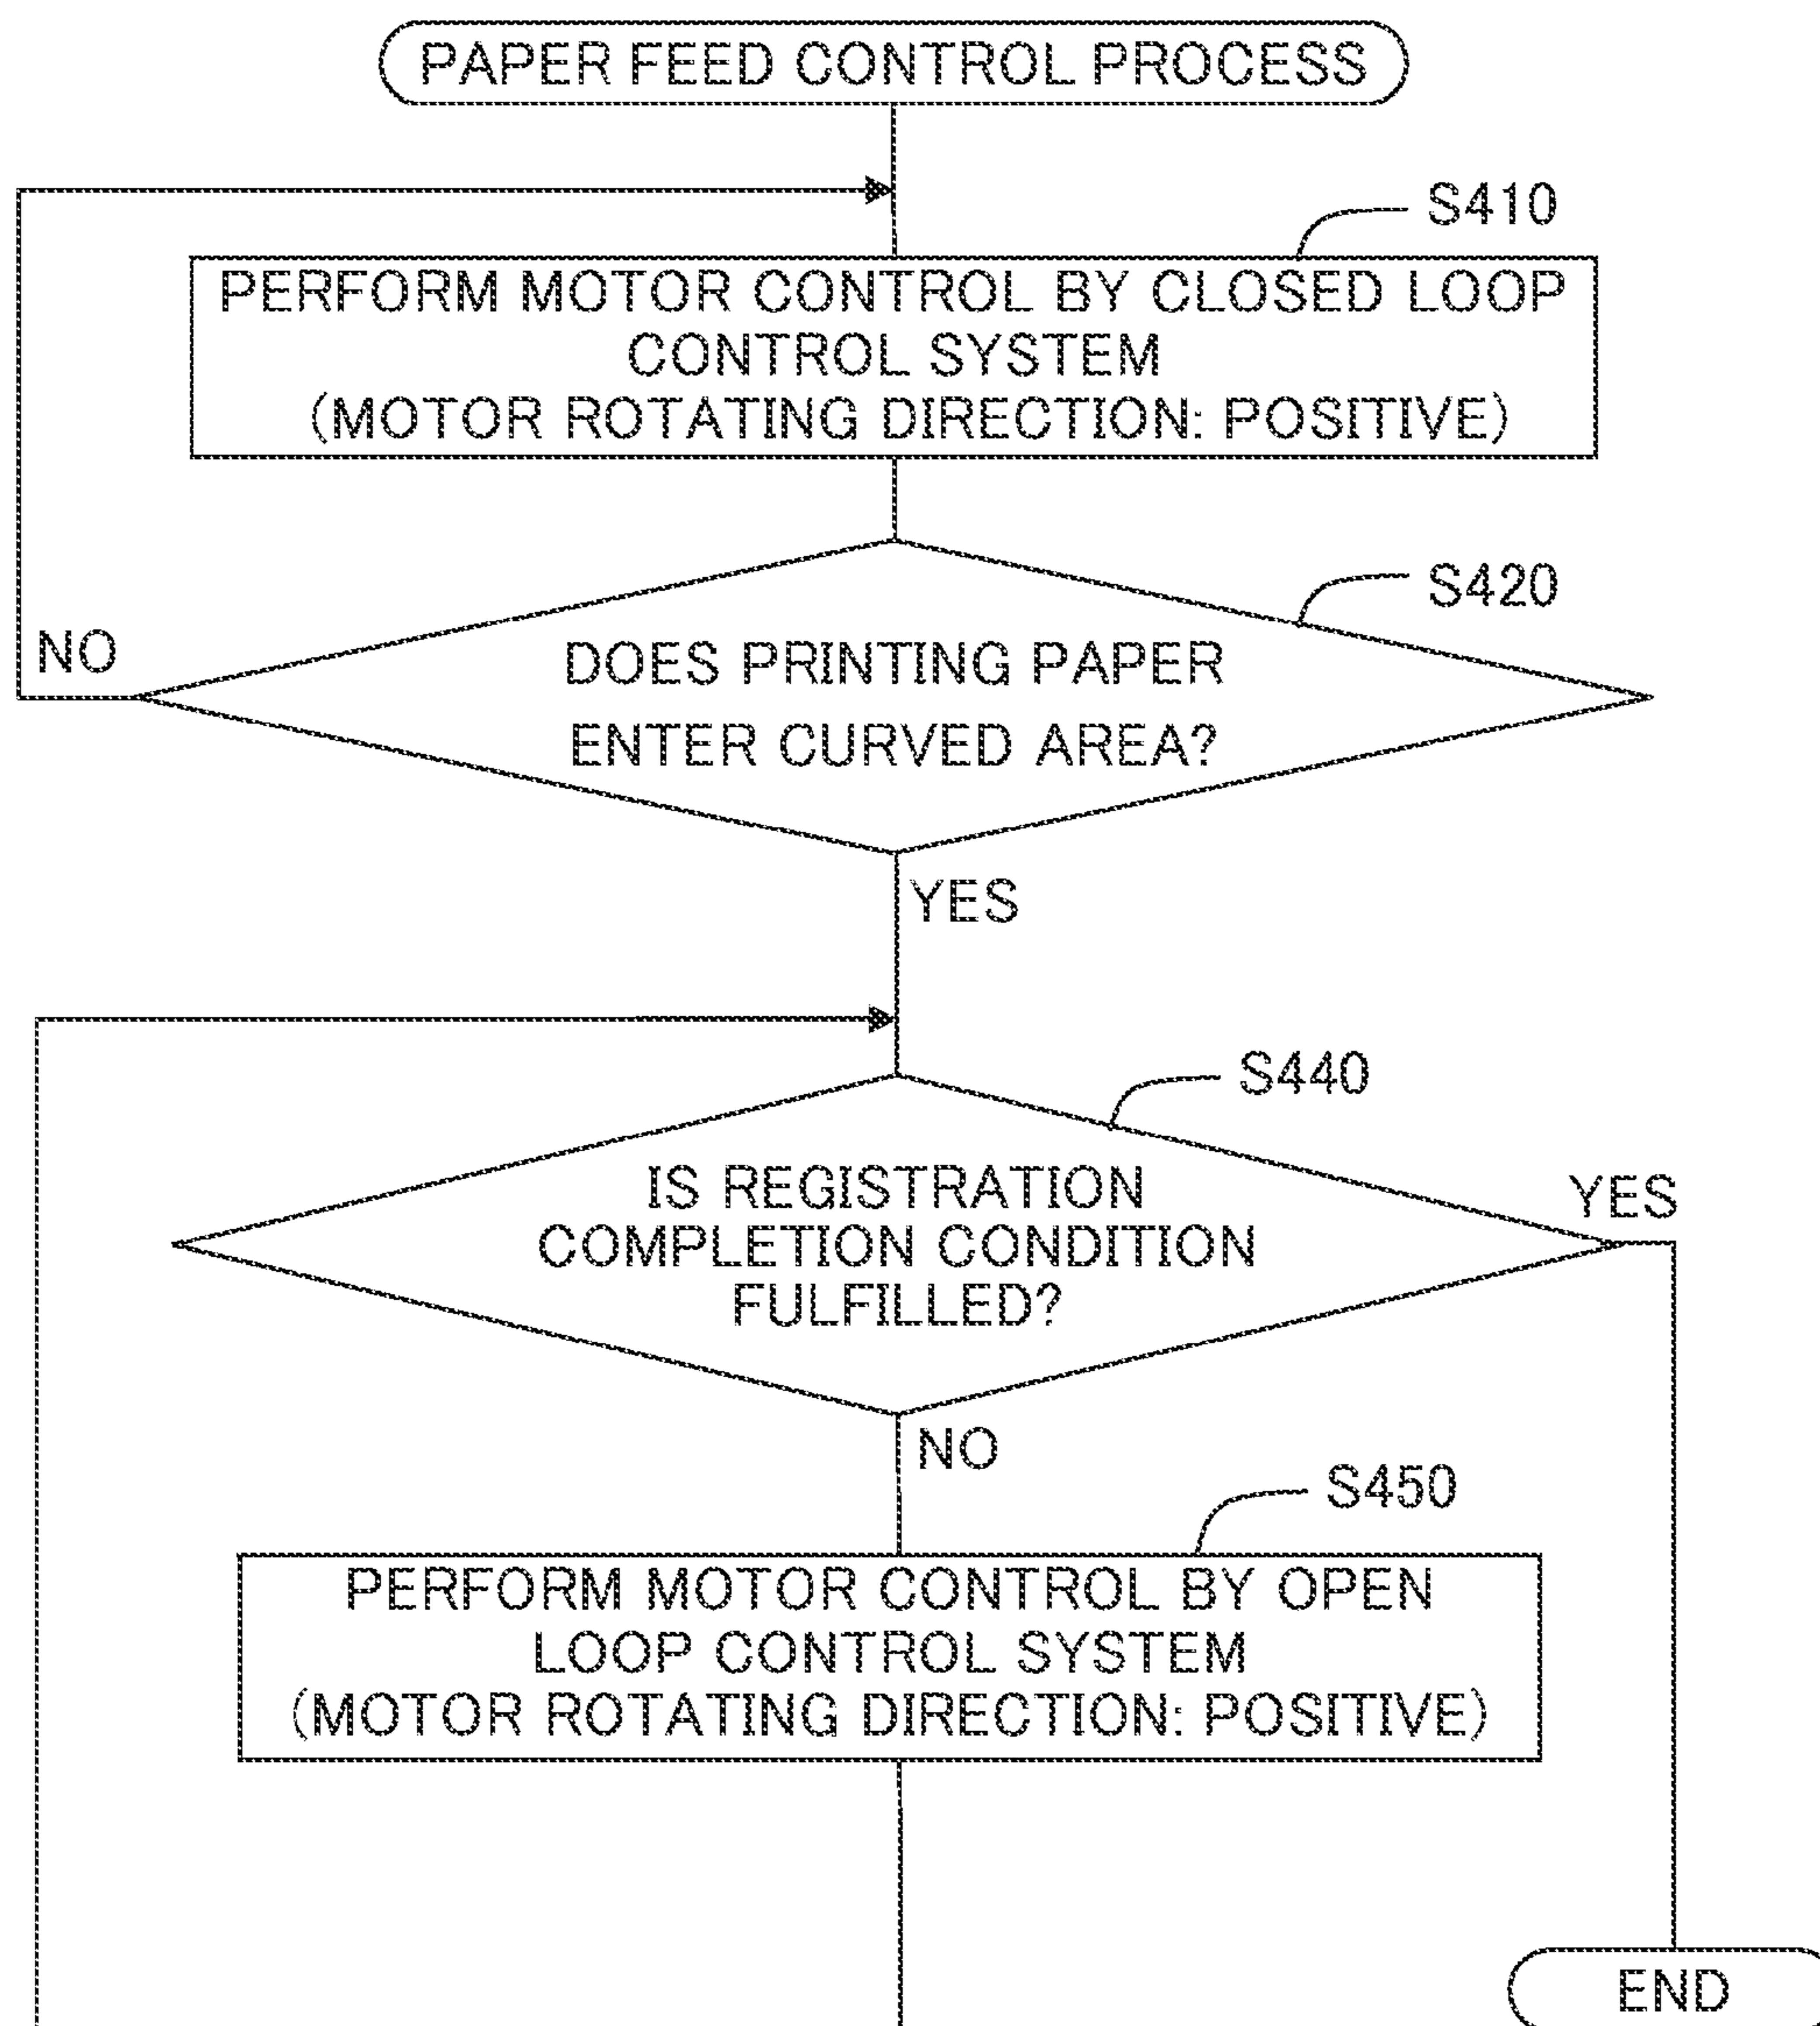 PAPER FEED CONTROL PROCESS
S410
PERFORM MOTOR CONTROL BY CLOSED LOOP
CONTROL SYSTEM
(MOTOR ROTATING DIRECTION: POSITIVE)
S420
NO
DOES PRINTING PAPER
ENTER CURVED AREA?
YES
S440
IS REGISTRATION
COMPLETION CONDITION
FULFILLED?
YES
NO
S450
PERFORM MOTOR CONTROL BY OPEN
LOOP CONTROL SYSTEM
(MOTOR ROTATING DIRECTION: POSITIVE)
END